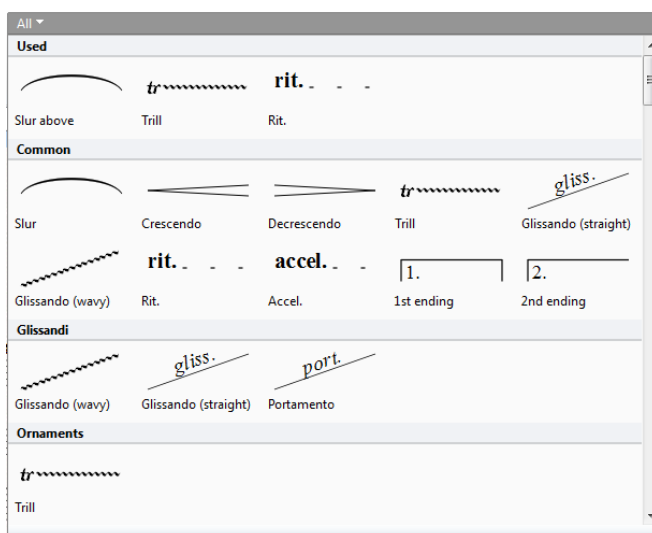 All
Used
tr rit. - - -
Slur above Trill Rit.
Common
tr gliss.
Slur Crescendo Decrescendo Trill Glissando (straight)
rit. - - - accel. - - 1. 2.
Glissando (wavy) Rit. Accel. 1st ending 2nd ending
Glissandi
gliss. port.
Glissando (wavy) Glissando (straight) Portamento
Ornaments
tr
Trill